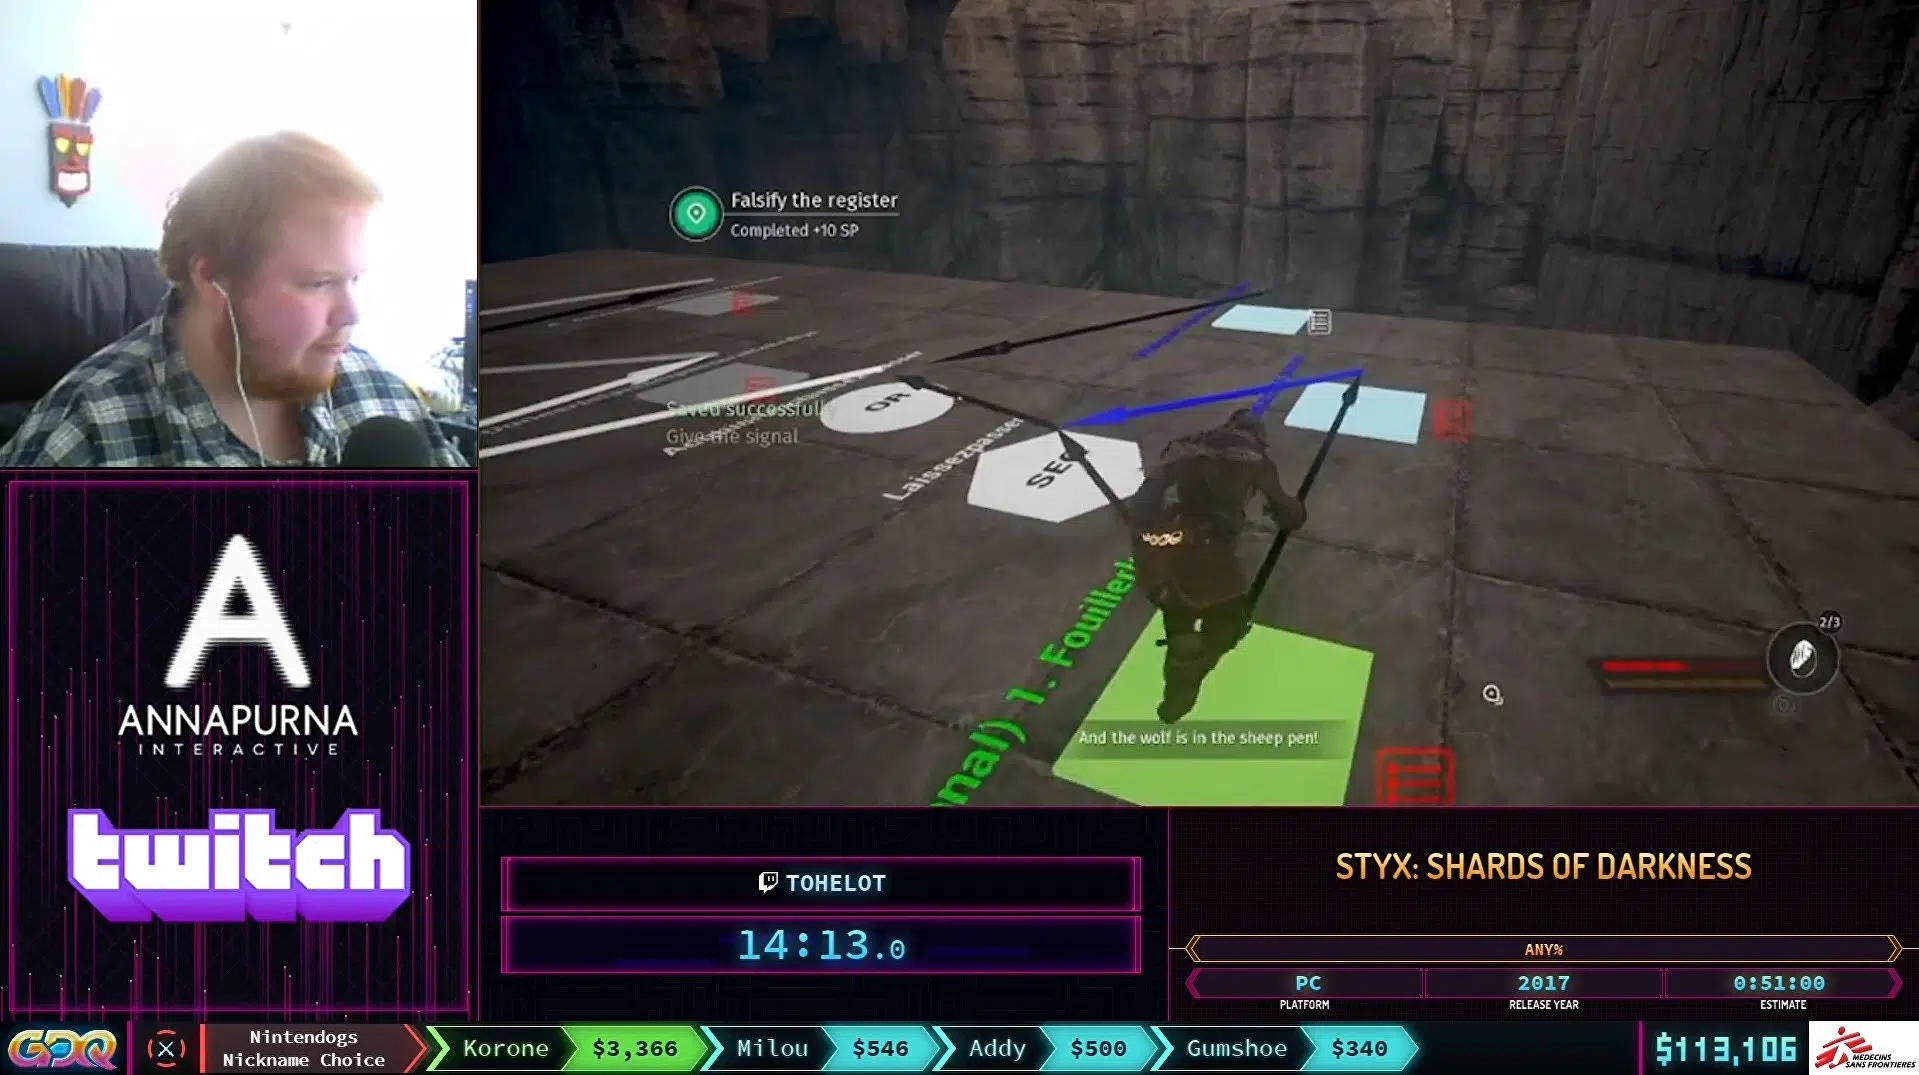 Falsify the register
Completed +10 SP
Saved successfull
Give the signal
OR
Laissezpasser
SEQ
nal) 1. Fouiller
And the wolf is in the sheep pen!
2/3
ANNAPURNA
INTERACTIVE
twitch
TOHELOT
14:13.0
STYX: SHARDS OF DARKNESS
ANY%
PC
2017
0:51:00
PLATFORM
RELEASE YEAR
ESTIMATE
GDQ
Nintendogs
Nickname Choice
Korone
$3,366
Milou
$546
Addy
$500
Gumshoe
$340
$113,106
MEDECINS
SANS FRONTIERES